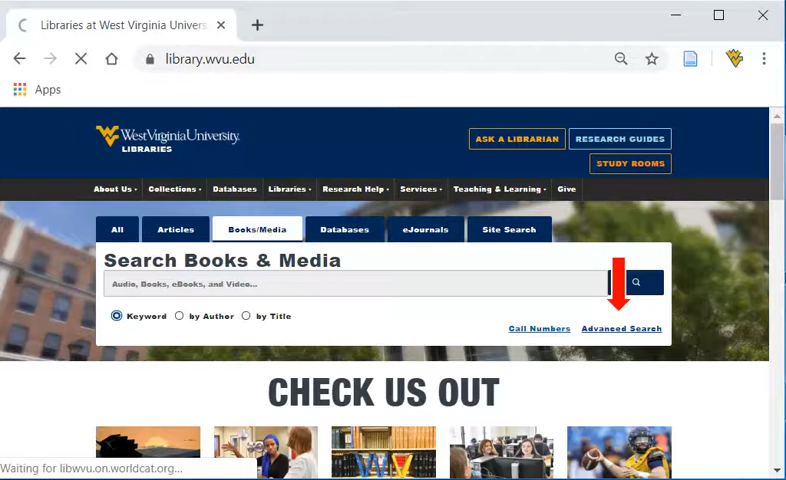 Libraries at West Virginia Univers
library.wvu.edu
Apps
West Virginia University
LIBRARIES
ASK A LIBRARIAN
RESEARCH GUIDES
STUDY ROOMS
About Us
Collections
Databases
Libraries
Research Help
Services
Teaching & Learning
Give
All
Articles
Books/Media
Databases
eJournals
Site Search
Search Books & Media
Audio, Books, eBooks, and Video...
Keyword
by Author
by Title
Call Numbers
Advanced Search
CHECK US OUT
Waiting for libwvu.on.worldcat.org...